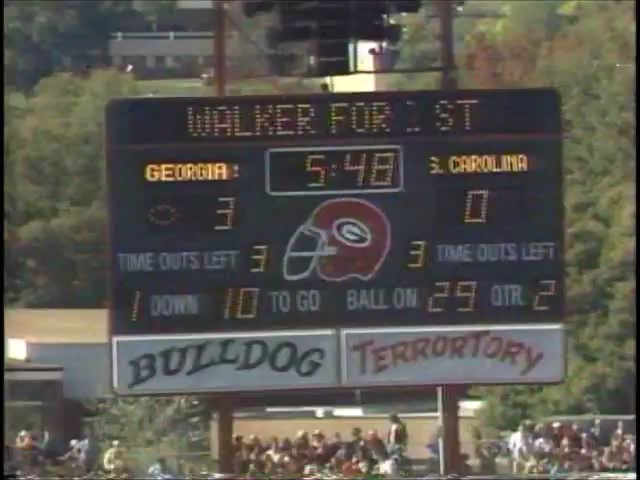 WALKER FOR 1 ST
GEORGIA: 5:48 S. CAROLINA
3 0
TIME OUTS LEFT 3 G 3 TIME OUTS LEFT
1 DOWN 10 TO GO BALL ON 29 QTR. 2
BULLDOG TERRORTORY